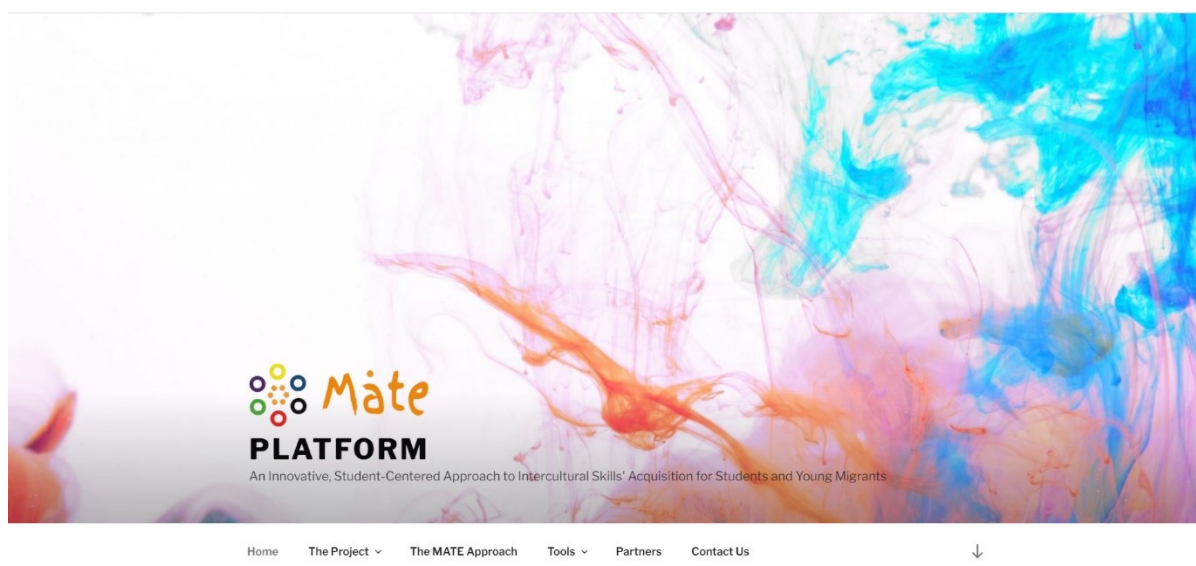 Màte
PLATFORM
An Innovative, Student-Centered Approach to Intercultural Skills' Acquisition for Students and Young Migrants
Home The Project The MATE Approach Tools Partners Contact Us